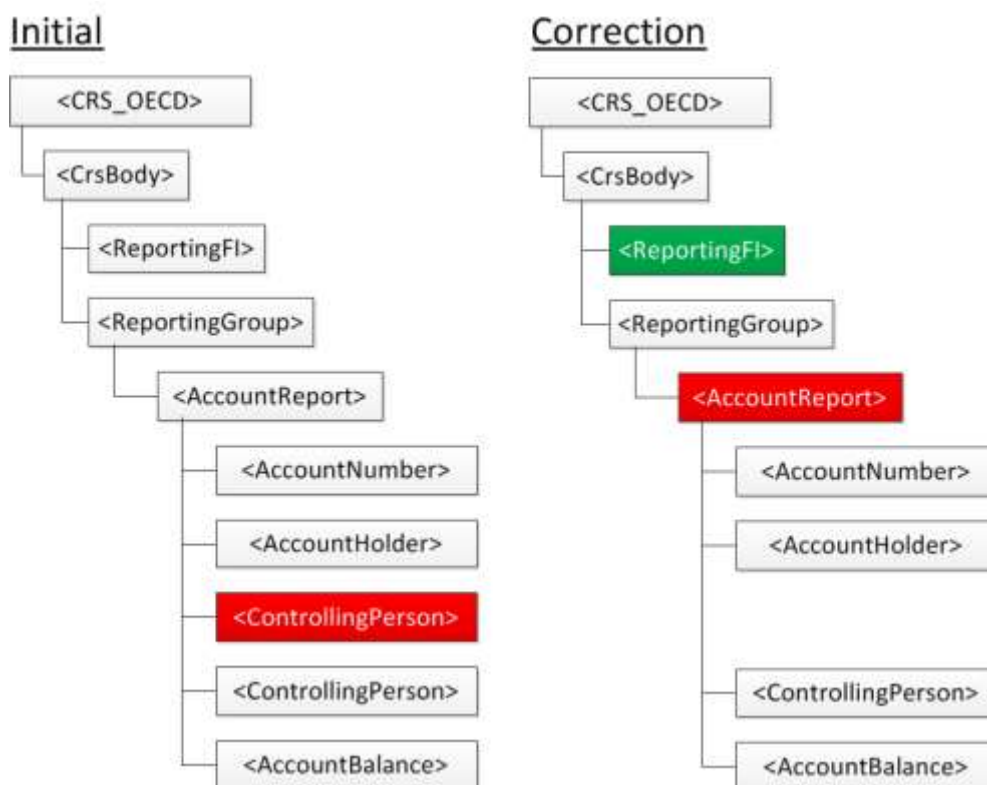 Initial
<CRS_OECD>
<CrsBody>
<ReportingFI>
<ReportingGroup>
<AccountReport>
<AccountNumber>
<AccountHolder>
<ControllingPerson>
<ControllingPerson>
<AccountBalance>
Correction
<CRS_OECD>
<CrsBody>
<ReportingFI>
<ReportingGroup>
<AccountReport>
<AccountNumber>
<AccountHolder>
<ControllingPerson>
<AccountBalance>